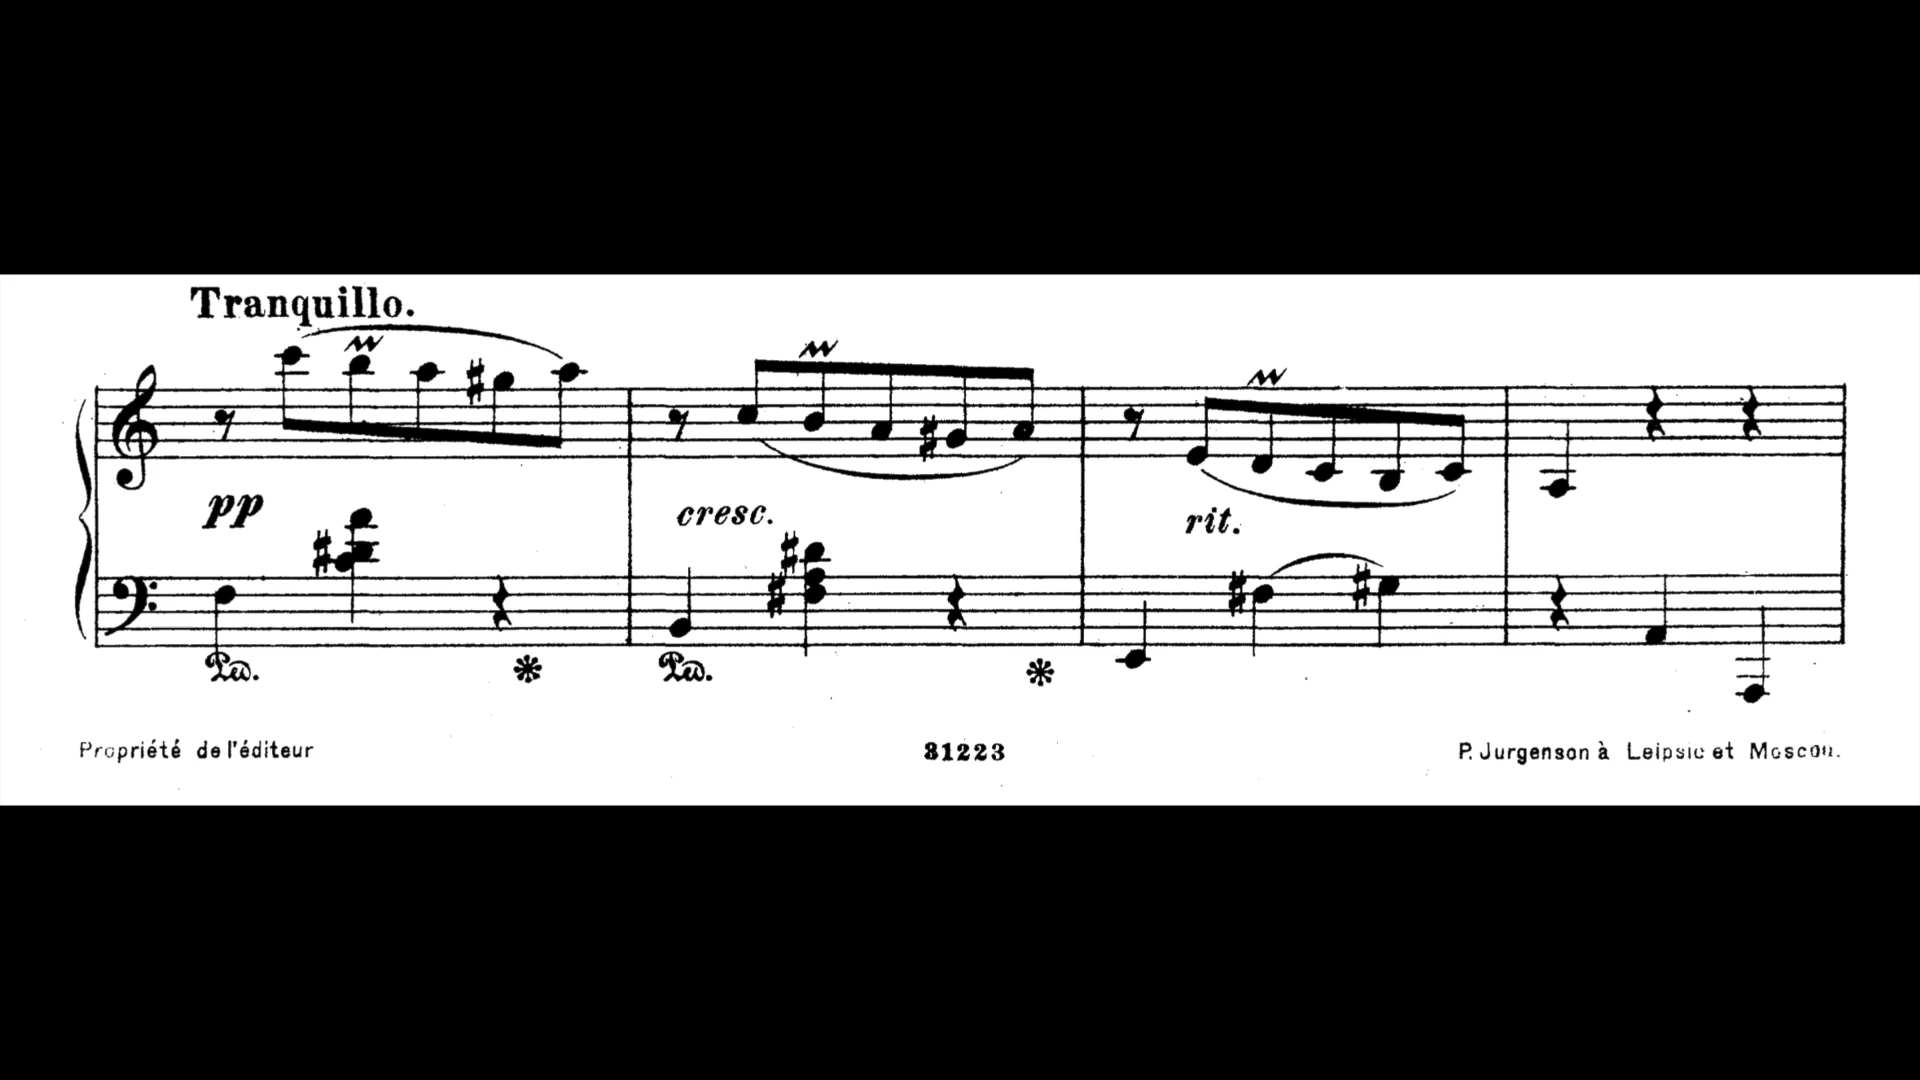 Tranquillo.
pp
cresc.
rit.
Ped.
Ped.
Propriété de l'éditeur
31223
P. Jurgenson à Leipsic et Moscou.